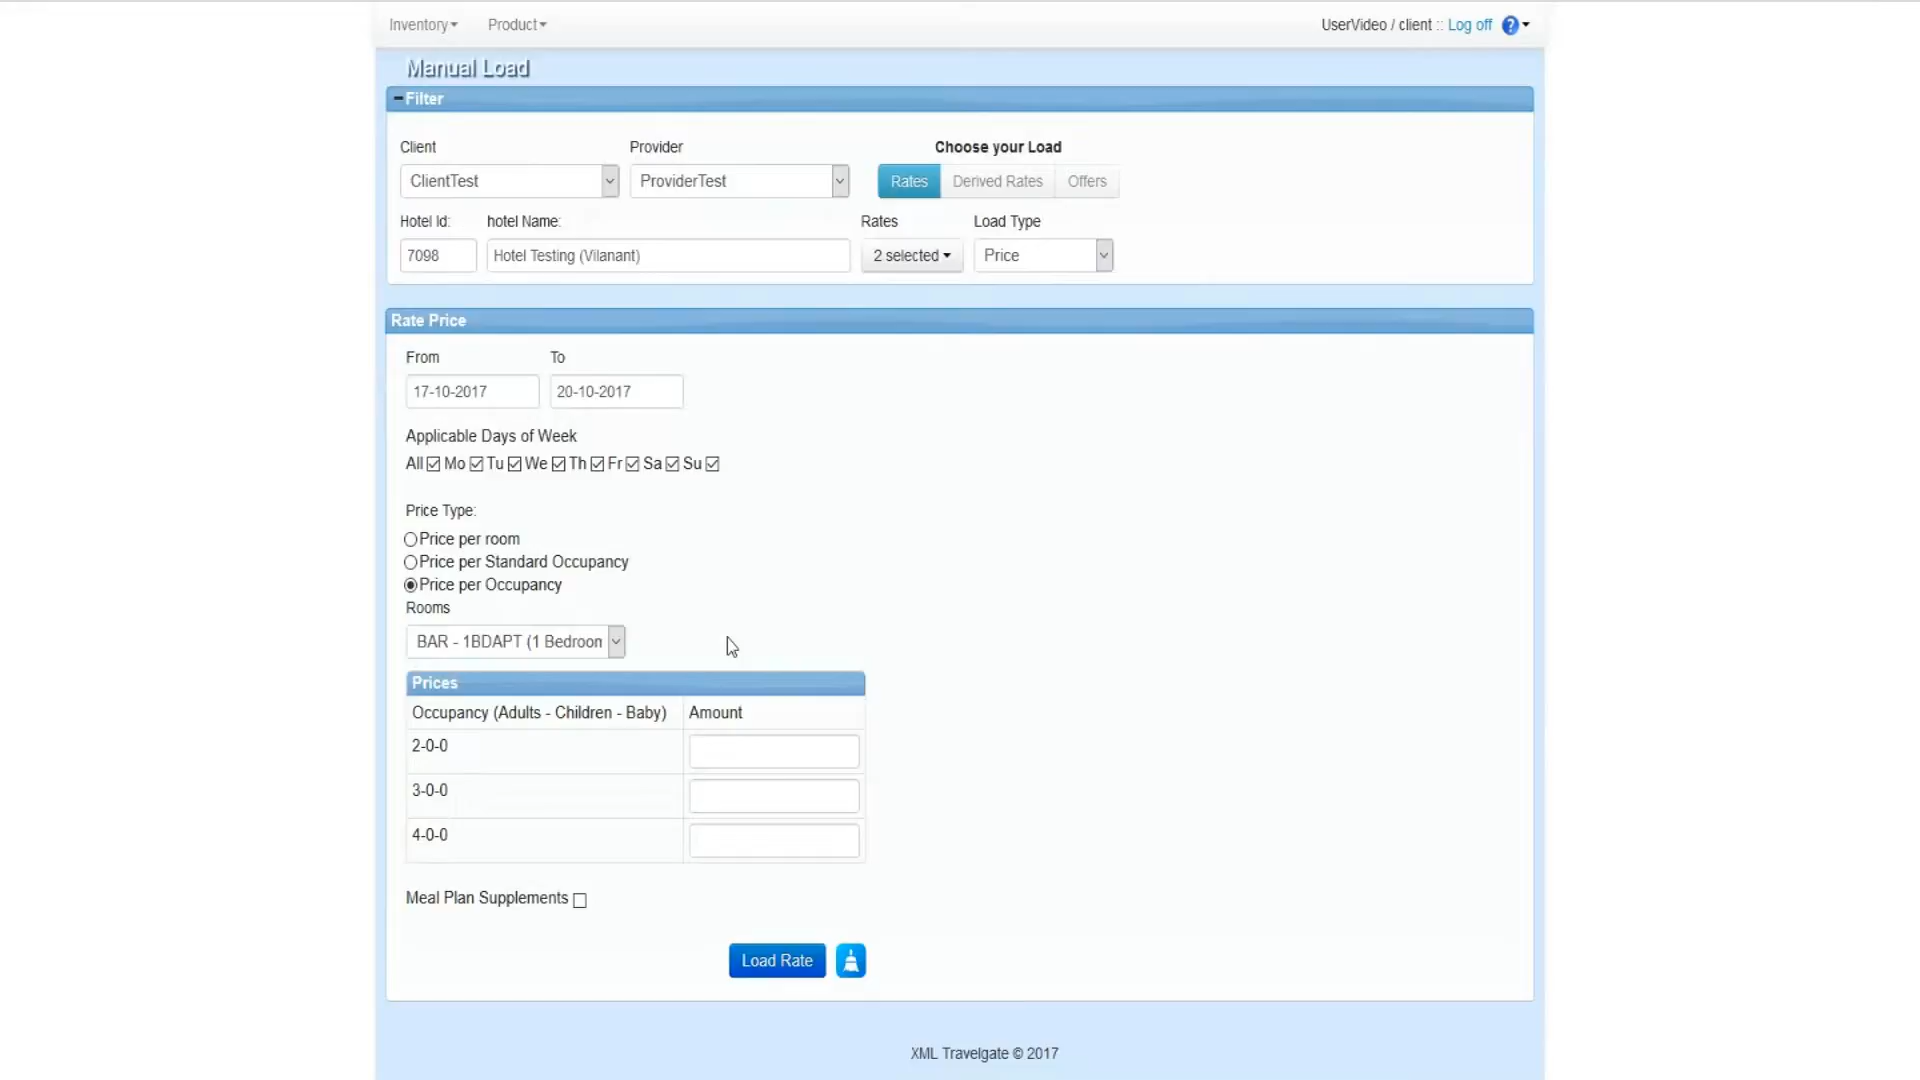 Inventory Product UserVideo / client :: Log off ?
Manual Load
Filter
Client Provider Choose your Load
ClientTest ProviderTest Rates Derived Rates Offers
Hotel Id: hotel Name: Rates Load Type
7098 Hotel Testing (Vilanant) 2 selected Price
Rate Price
From To
17-10-2017 20-10-2017
Applicable Days of Week
All Mo Tu We Th Fr Sa Su
Price Type:
Price per room
Price per Standard Occupancy
Price per Occupancy
Rooms
BAR - 1BDAPT (1 Bedroon
Prices
Occupancy (Adults - Children - Baby) Amount
2-0-0
3-0-0
4-0-0
Meal Plan Supplements
Load Rate
XML Travelgate © 2017